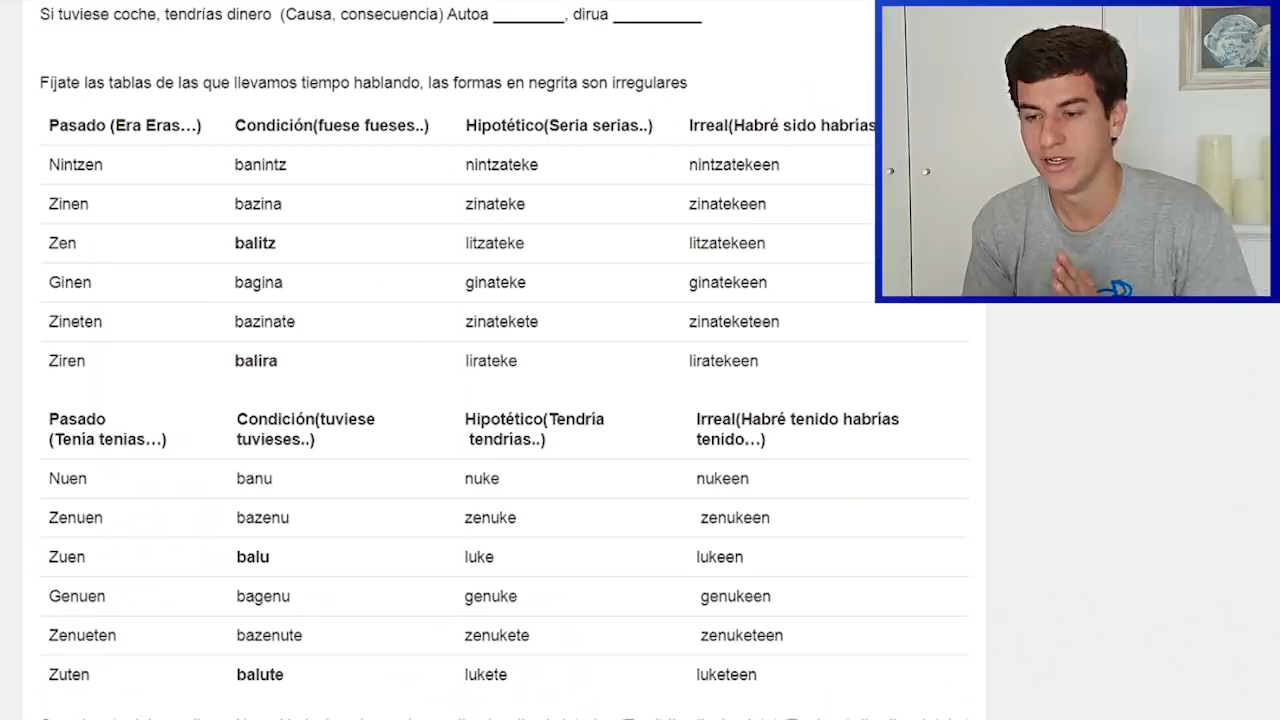 Si tuviese coche, tendrías dinero (Causa, consecuencia) Autoa ________, dirua __________
Fíjate las tablas de las que llevamos tiempo hablando, las formas en negrita son irregulares
Pasado (Era Eras...) Condición(fuese fueses..) Hipotético(Seria serias..) Irreal(Habré sido habrías
Nintzen banintz nintzateke nintzatekeen
Zinen bazina zinateke zinatekeen
Zen balitz litzateke litzatekeen
Ginen bagina ginateke ginatekeen
Zineten bazinate zinatekete zinateketeen
Ziren balira lirateke liratekeen
Pasado Condición(tuviese Hipotético(Tendría Irreal(Habré tenido habrías
(Tenía tenias...) tuvieses..) tendrías..) tenido...)
Nuen banu nuke nukeen
Zenuen bazenu zenuke zenukeen
Zuen balu luke lukeen
Genuen bagenu genuke genukeen
Zenueten bazenute zenukete zenuketeen
Zuten balute lukete luketeen